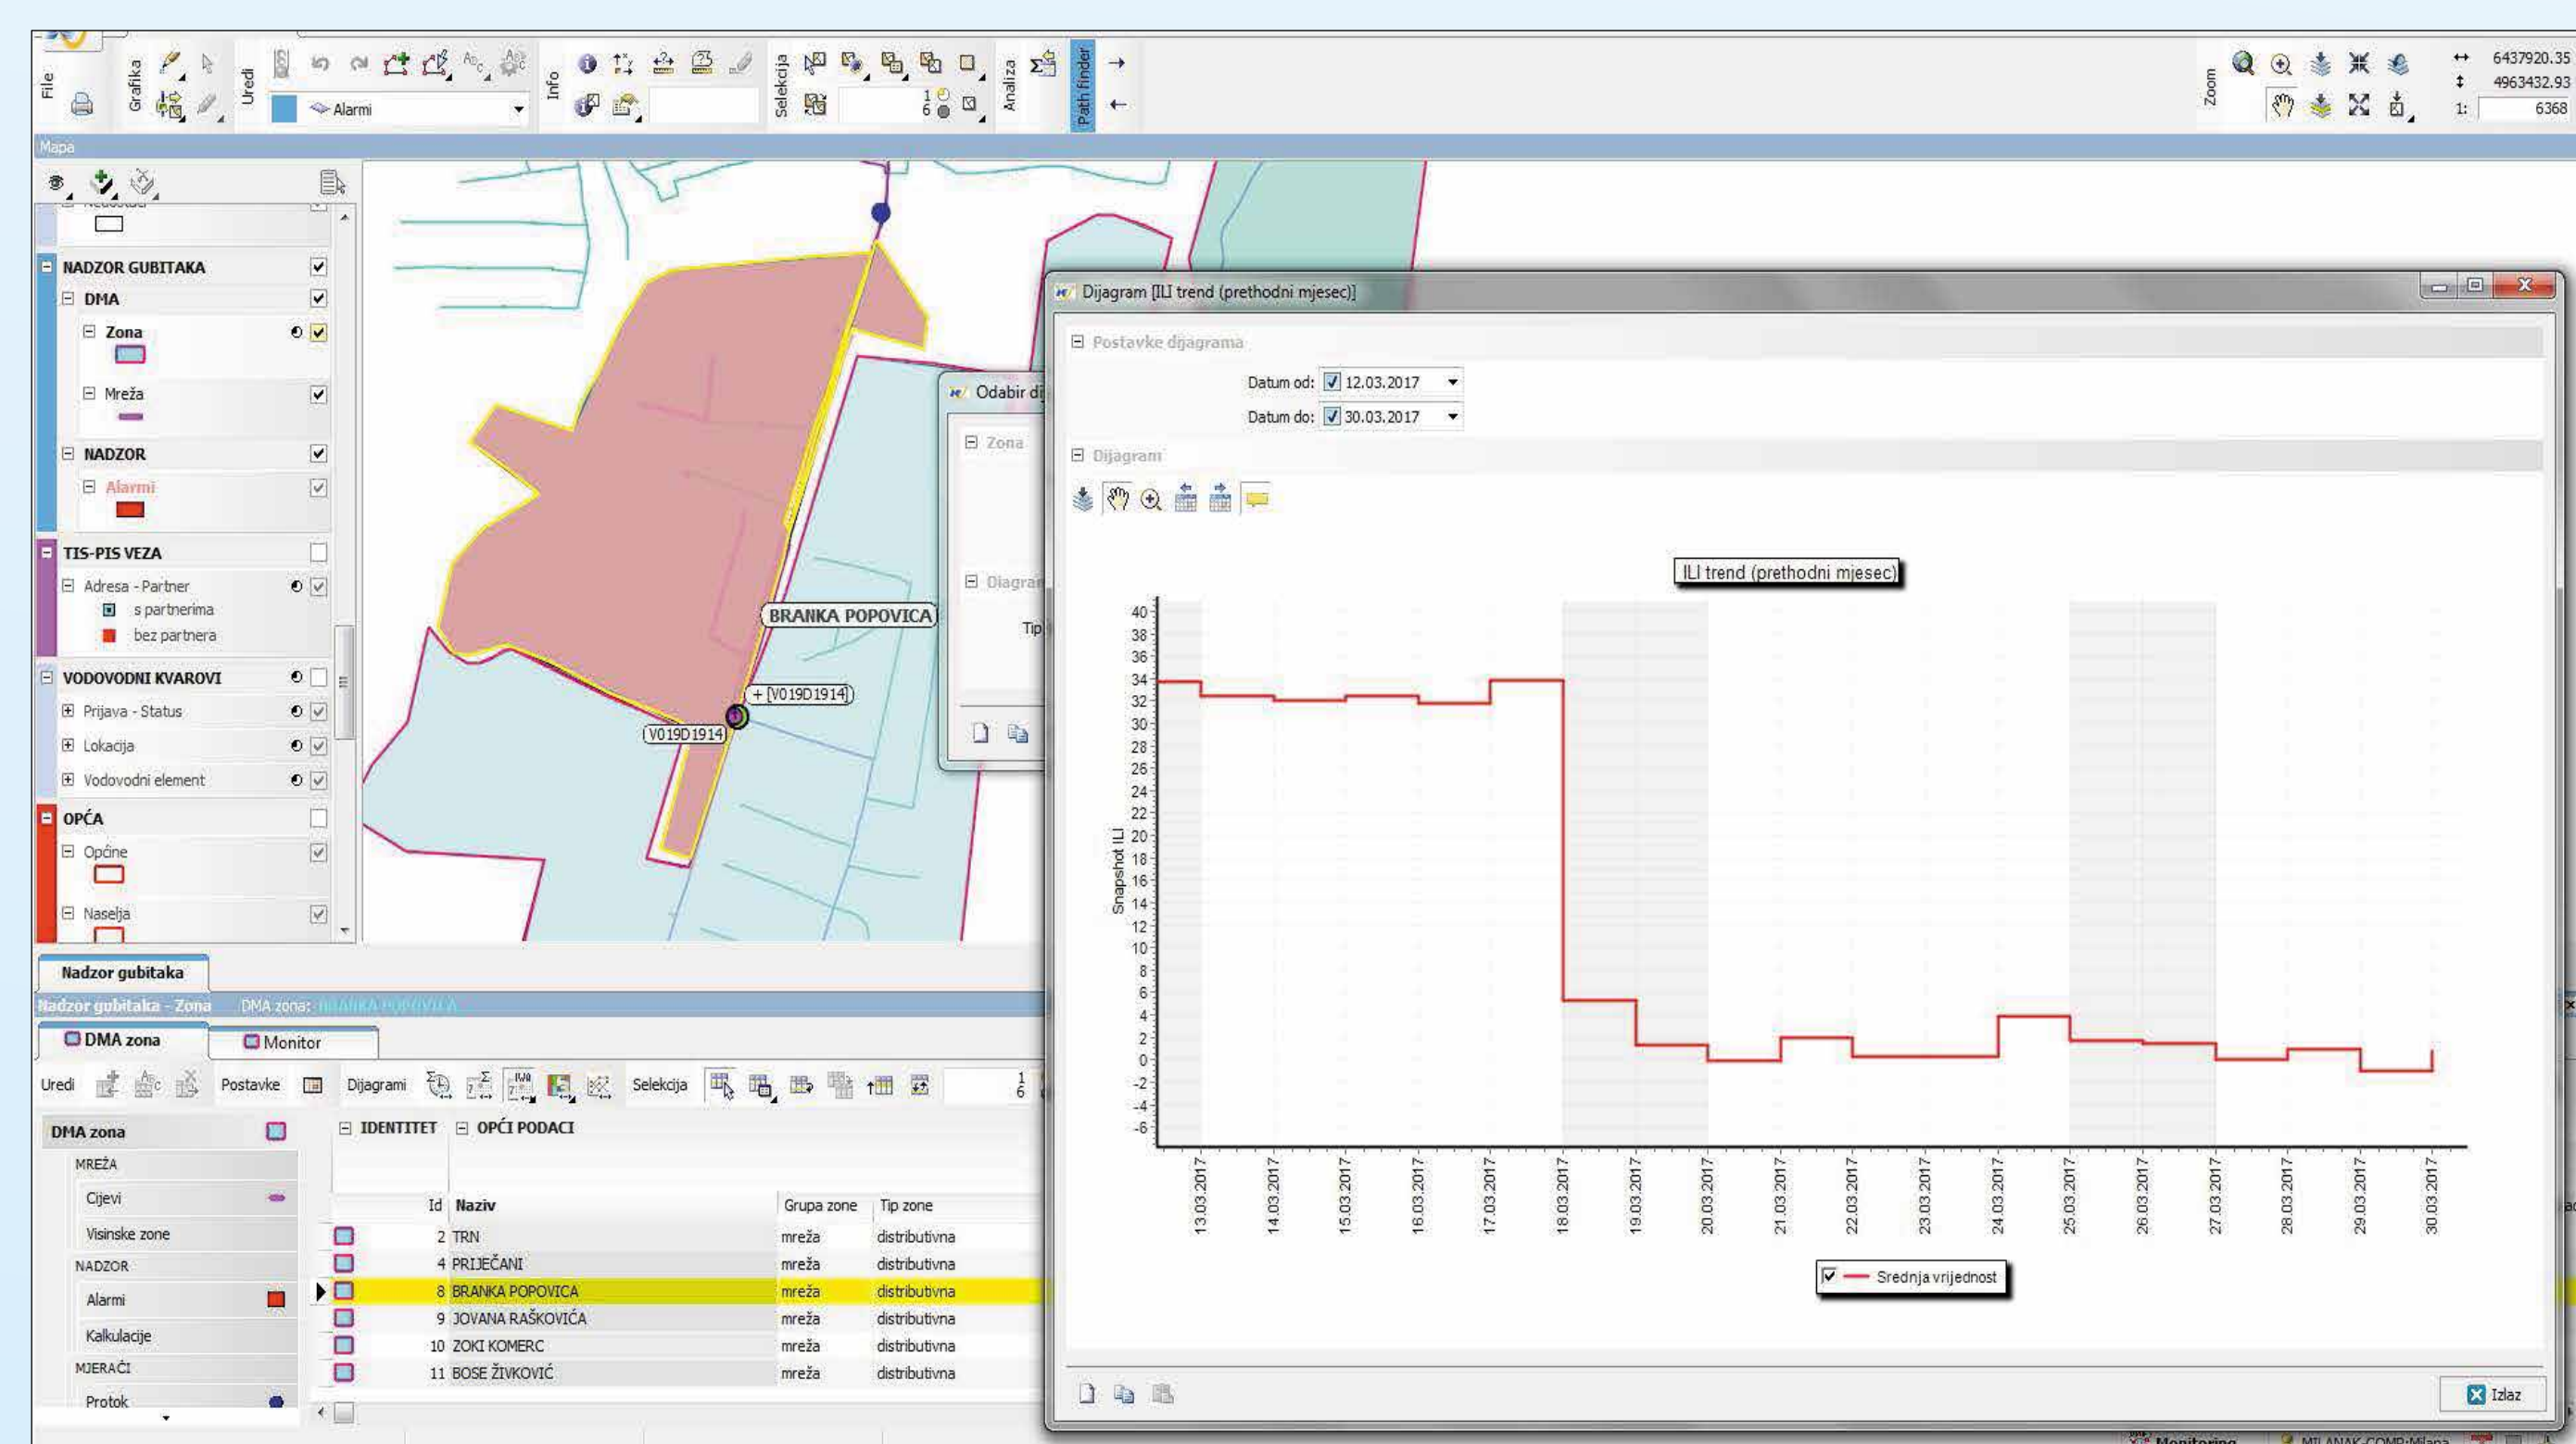 File
Grafika
Uredi
Alarmi
Info
Selekcija
1
6
Analiza
Path finder
Zoom
6437920.35
4963432.93
1: 6368
Mapa
NADZOR GUBITAKA
DMA
Zona
Mreža
NADZOR
Alarmi
TIS-PIS VEZA
Adresa - Partner
s partnerima
bez partnera
VODOVODNI KVAROVI
Prijava - Status
Lokacija
Vodovodni element
OPĆA
Općine
Naselja
BRANKA POPOVICA
+ [V019D1914]
V019D1914
Odabir dij
Zona
Diagram
Tip
Dijagram [ILI trend (prethodni mjesec)]
Postavke dijagrama
Datum od: 12.03.2017
Datum do: 30.03.2017
Dijagram
ILI trend (prethodni mjesec)
Snapshot ILI
40
38
36
34
32
30
28
26
24
22
20
18
16
14
12
10
8
6
4
2
0
-2
-4
-6
13.03.2017
14.03.2017
15.03.2017
16.03.2017
17.03.2017
18.03.2017
19.03.2017
20.03.2017
21.03.2017
22.03.2017
23.03.2017
24.03.2017
25.03.2017
26.03.2017
27.03.2017
28.03.2017
29.03.2017
30.03.2017
Srednja vrijednost
Izlaz
Nadzor gubitaka
Nadzor gubitaka - Zona DMA zona: BRANKA POPOVICA
DMA zona Monitor
Uredi Postavke Dijagrami Selekcija 1
6
DMA zona
MREŽA
Cijevi
Visinske zone
NADZOR
Alarmi
Kalkulacije
MJERAČI
Protok
IDENTITET OPĆI PODACI
Id Naziv Grupa zone Tip zone
2 TRN mreža distributivna
4 PRIJEČANI mreža distributivna
8 BRANKA POPOVICA mreža distributivna
9 JOVANA RAŠKOVIĆA mreža distributivna
10 ZOKI KOMERC mreža distributivna
11 BOSE ŽIVKOVIĆ mreža distributivna
Monitoring MILANAK-COMP\Milana